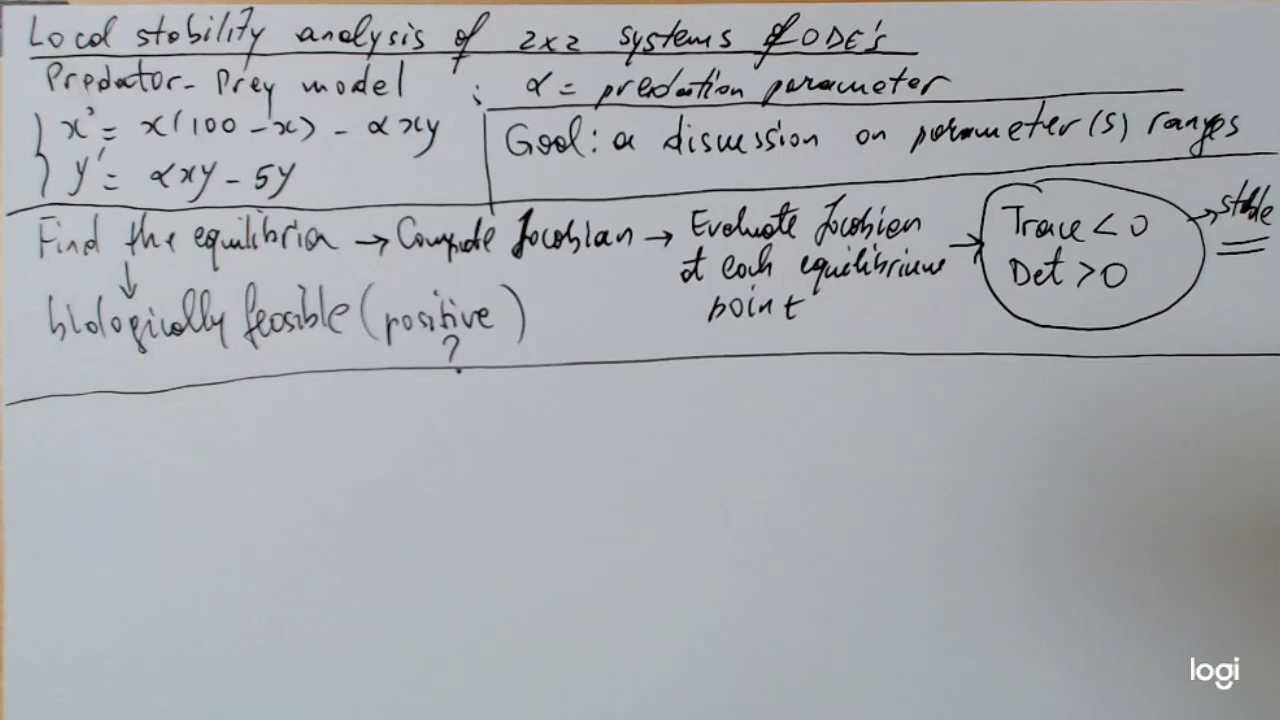 Local stability analysis of 2x2 systems of ODE's
Predator-Prey model ; α = predation parameter
x' = x(100-x) - αxy
y' = αxy - 5y
Goal: a discussion on parameter(s) ranges
Find the equilibria → Compute Jacobian → Evaluate Jacobian
at each equilibrium
point
→ Trace < 0
Det > 0
→ stable
↓
biologically feasible (positive)
?
logi